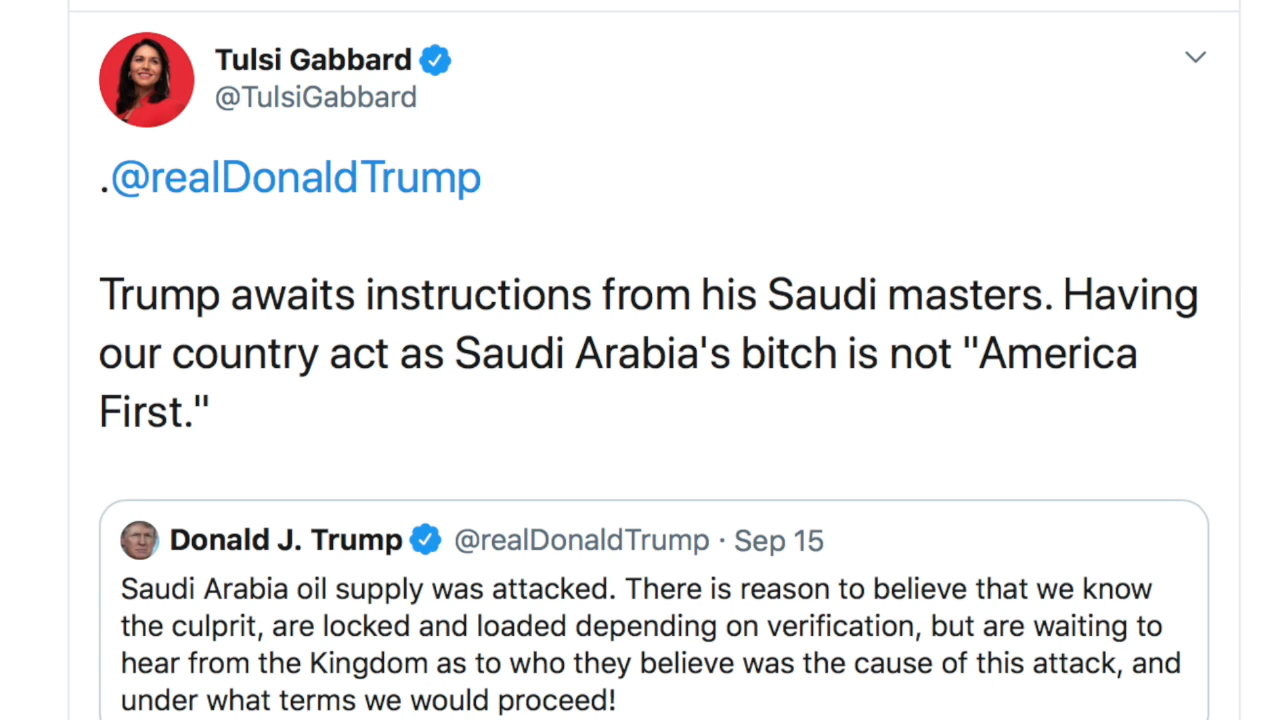 Tulsi Gabbard
@TulsiGabbard
.@realDonaldTrump
Trump awaits instructions from his Saudi masters. Having
our country act as Saudi Arabia's bitch is not "America
First."
Donald J. Trump @realDonaldTrump · Sep 15
Saudi Arabia oil supply was attacked. There is reason to believe that we know
the culprit, are locked and loaded depending on verification, but are waiting to
hear from the Kingdom as to who they believe was the cause of this attack, and
under what terms we would proceed!